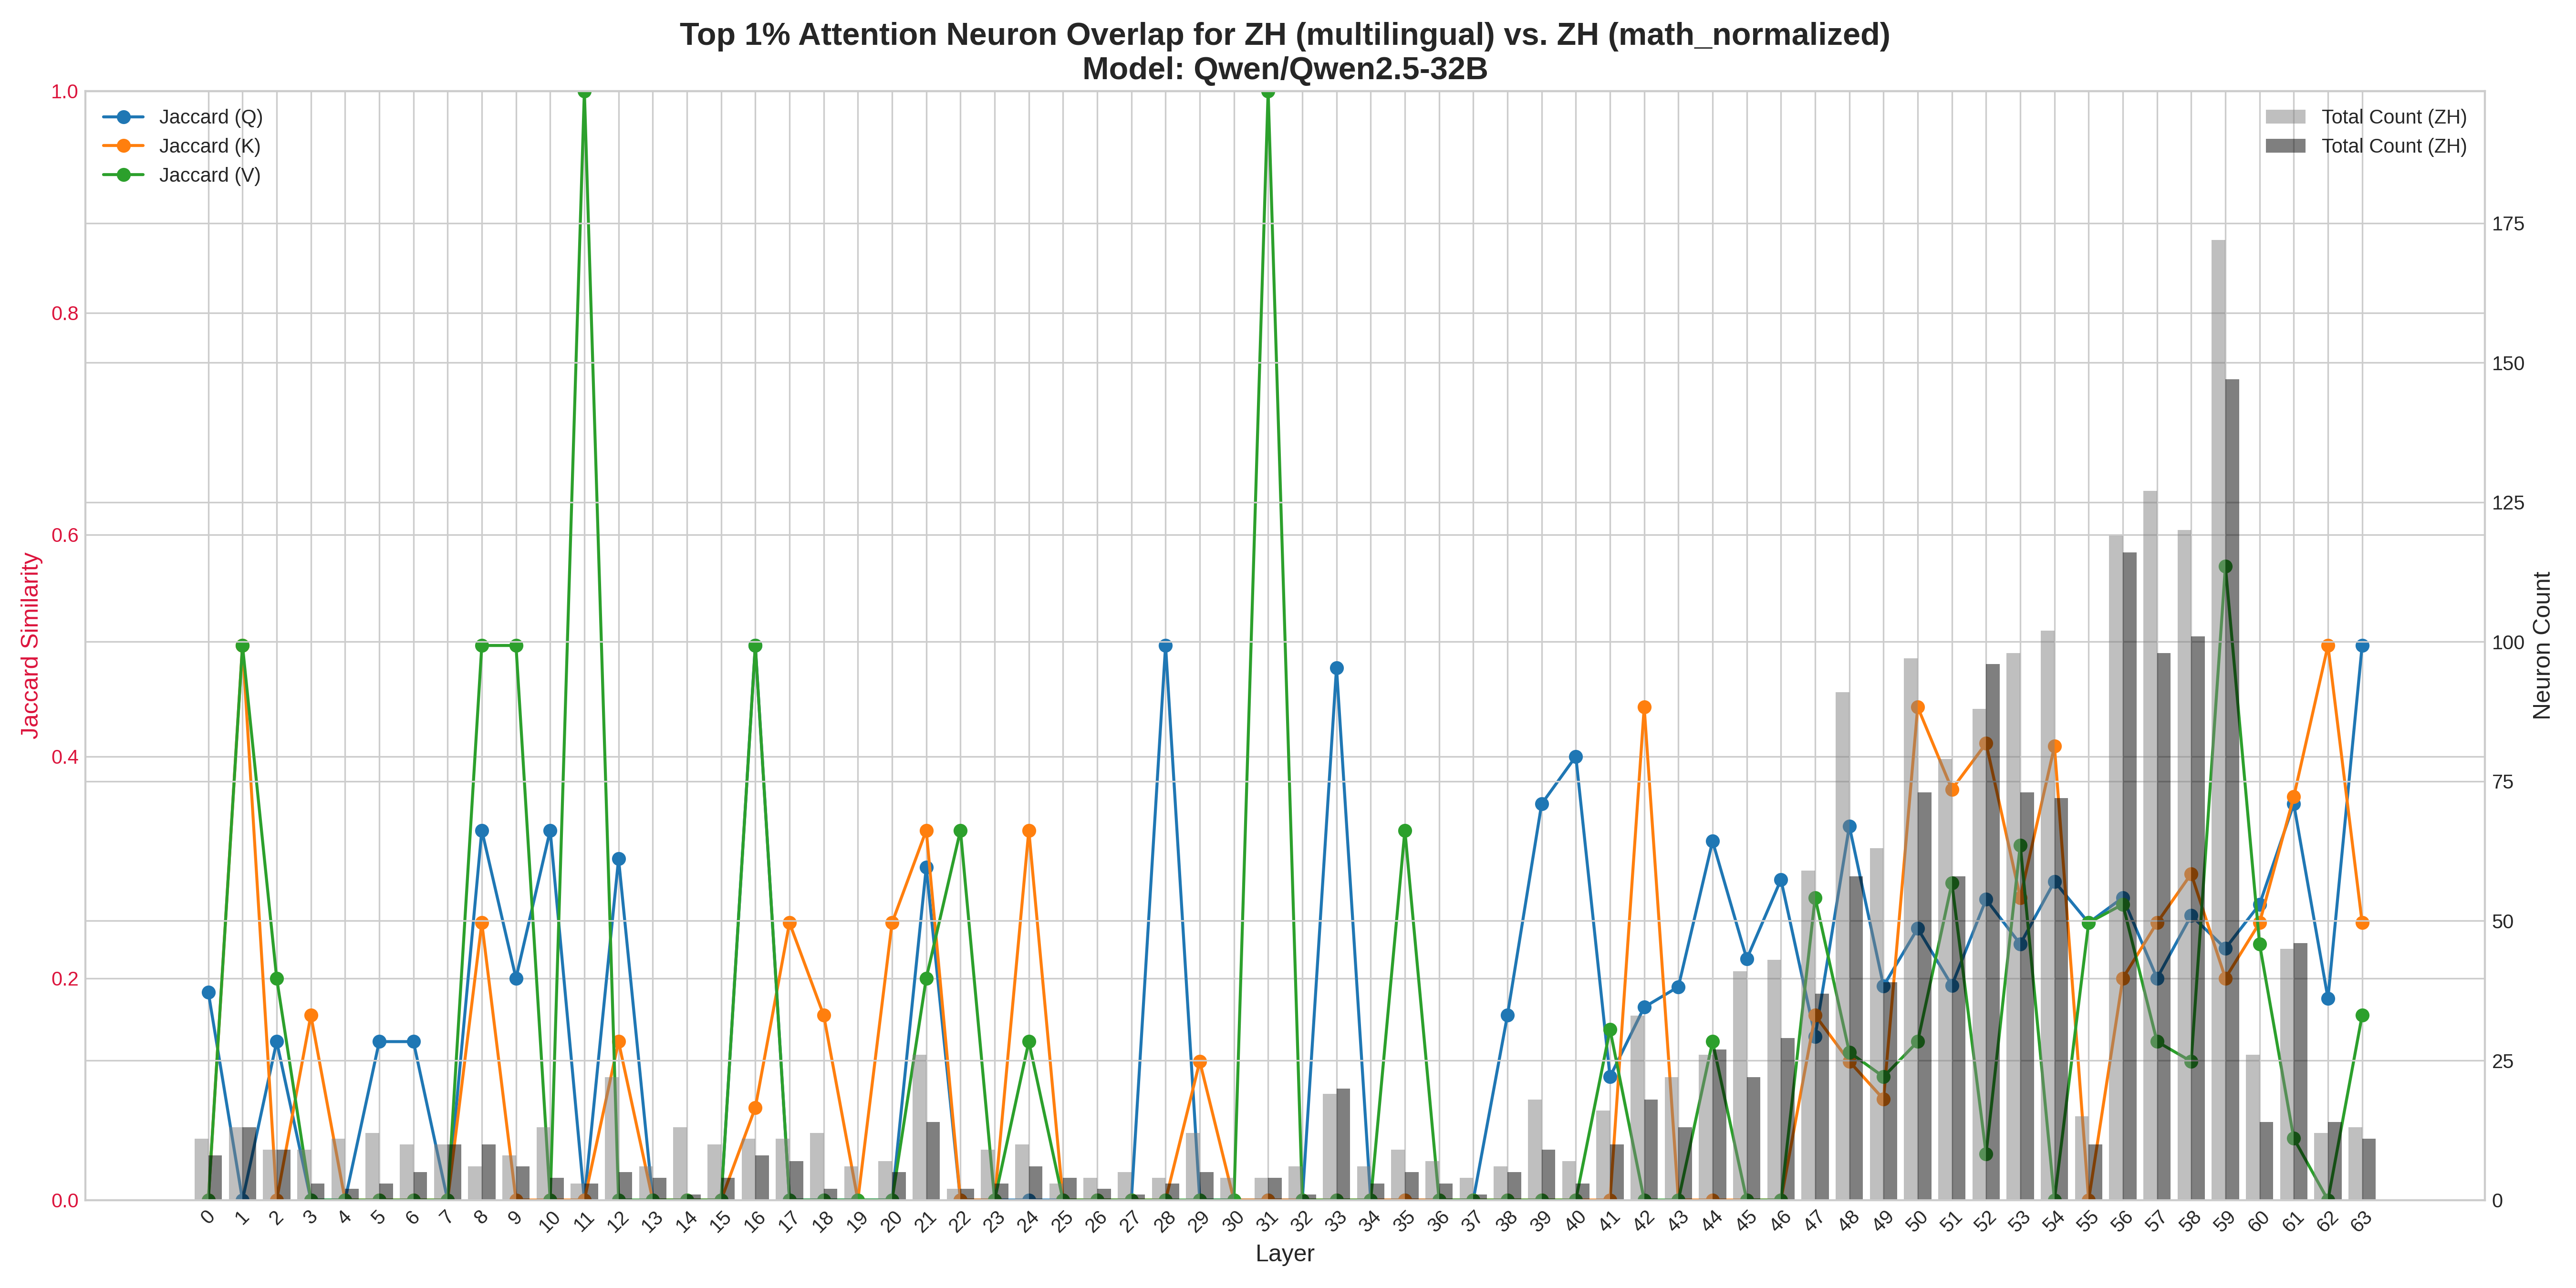 Top 1% Attention Neuron Overlap for ZH (multilingual) vs. ZH (math_normalized)
Model: Qwen/Qwen2.5-32B
Jaccard (Q)
Jaccard (K)
Jaccard (V)
Total Count (ZH)
Total Count (ZH)
1.0
0.8
0.6
0.4
0.2
0.0
Jaccard Similarity
175
150
125
100
75
50
25
0
Neuron Count
0 1 2 3 4 5 6 7 8 9 10 11 12 13 14 15 16 17 18 19 20 21 22 23 24 25 26 27 28 29 30 31 32 33 34 35 36 37 38 39 40 41 42 43 44 45 46 47 48 49 50 51 52 53 54 55 56 57 58 59 60 61 62 63
Layer